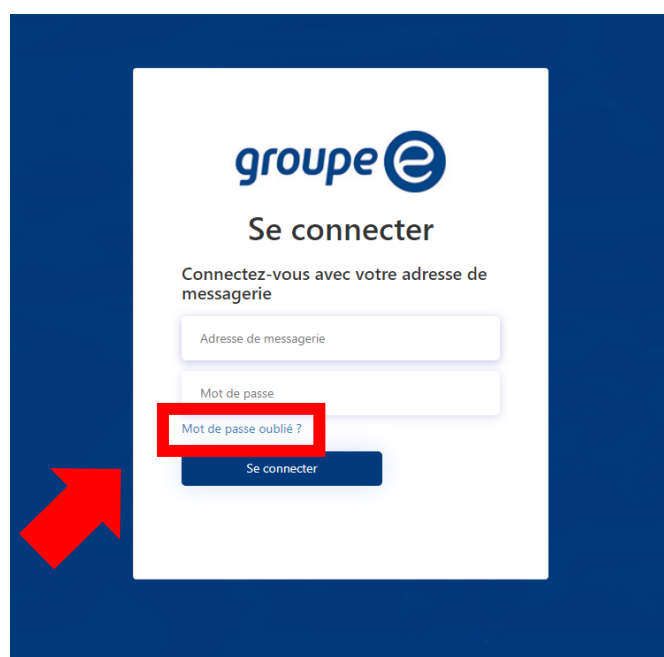 groupe e
Se connecter
Connectez-vous avec votre adresse de
messagerie
Adresse de messagerie
Mot de passe
Mot de passe oublié ?
Se connecter